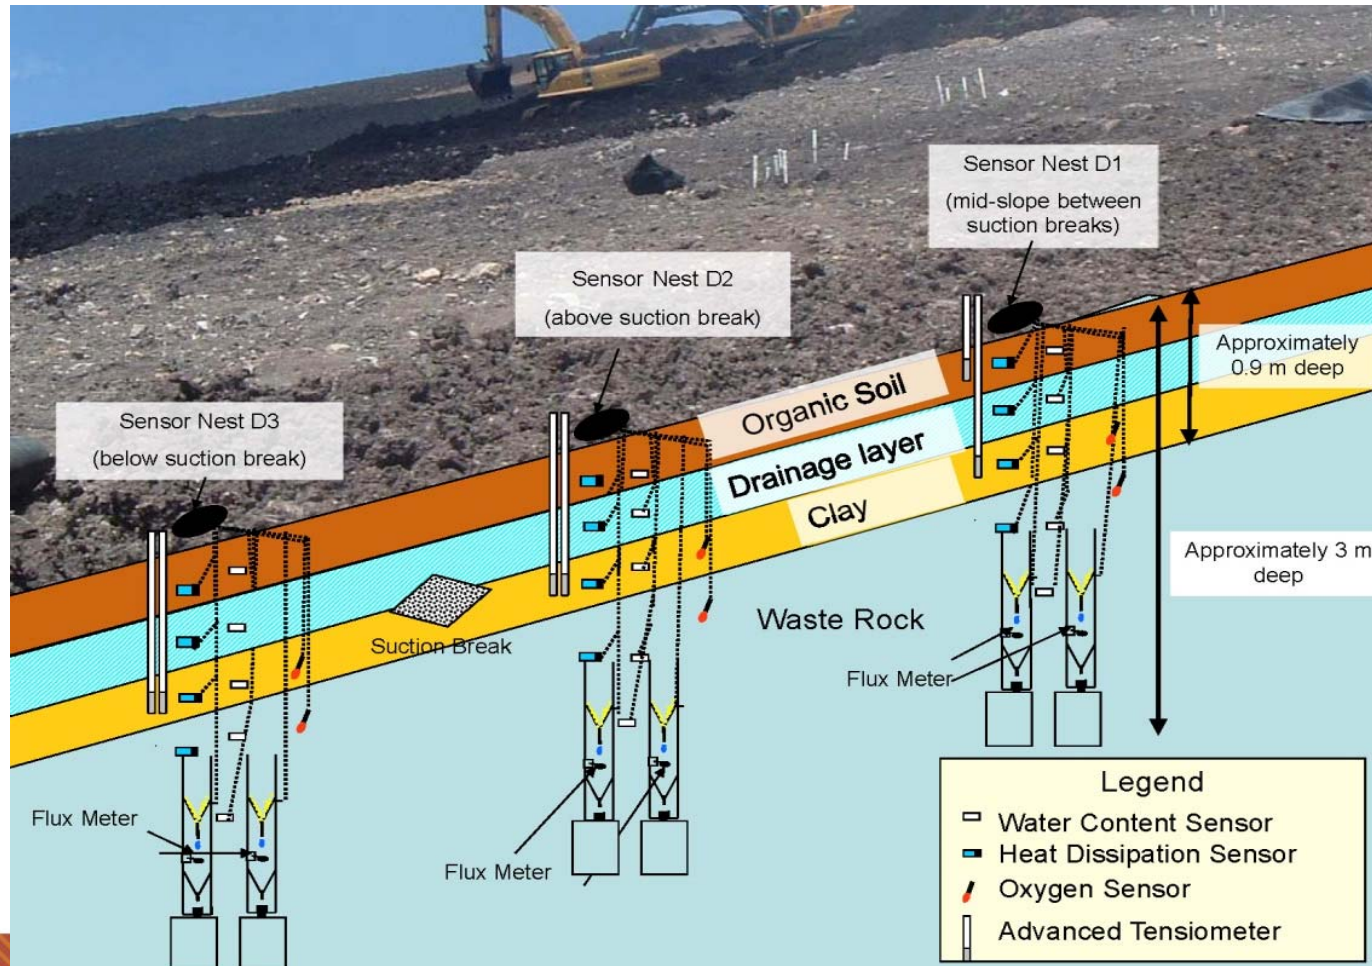 Sensor Nest D1
(mid-slope between
suction breaks)
Sensor Nest D2
(above suction break)
Sensor Nest D3
(below suction break)
Approximately
0.9 m deep
Organic Soil
Drainage layer
Clay
Suction Break
Waste Rock
Approximately 3 m
deep
Flux Meter
Flux Meter
Flux Meter
Legend
Water Content Sensor
Heat Dissipation Sensor
Oxygen Sensor
Advanced Tensiometer